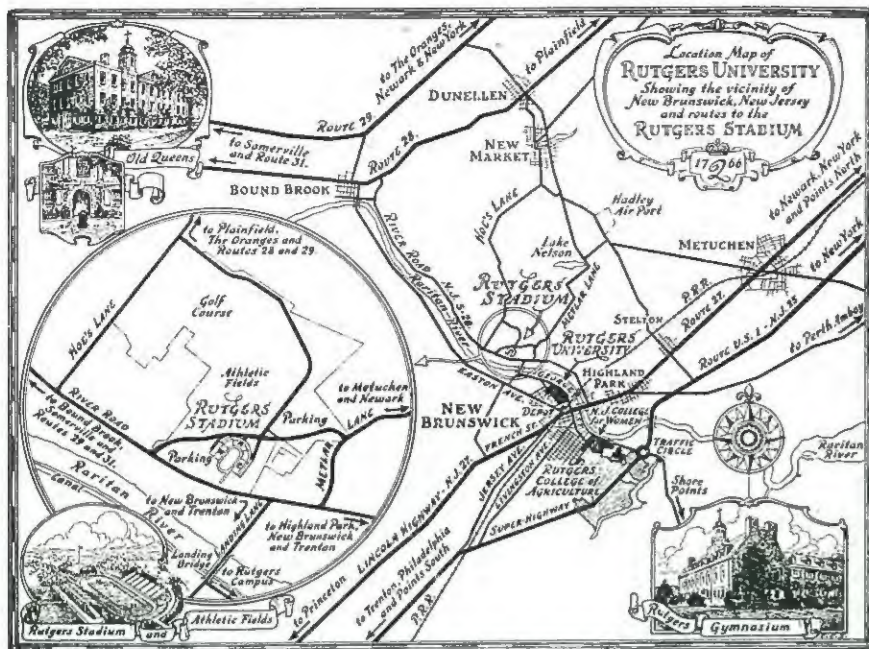 Location Map of
RUTGERS UNIVERSITY
Showing the vicinity of
New Brunswick, New Jersey
and routes to the
RUTGERS STADIUM
1766
Old Queens
to The Oranges,
Newark & New York
ROUTE 29.
to Somerville
and Route 31.
ROUTE 28.
to Plainfield
DUNELLEN
NEW
MARKET
BOUND BROOK
HOE'S LANE
Hadley
Air Port
Lake
Nelson
METUCHEN
to Newark, New York
and Points North
to New York
to Perth Amboy
P.R.R.
ROUTE 27.
ROUTE U.S. 1 - N.J. 25
STELTON
RIVER ROAD
N.J. S-28.
Raritan River
RUTGERS
STADIUM
METLAR LANE
RUTGERS
UNIVERSITY
HIGHLAND
PARK
EASTON
AVE.
GEORGE
DEPOT
NEW
BRUNSWICK
N.J. COLLEGE
for WOMEN
FRENCH ST.
JERSEY AVE.
LIVINGSTON AVE.
TRAFFIC
CIRCLE
RUTGERS
COLLEGE of
AGRICULTURE
Shore
Points
Raritan
River
SUPER-HIGHWAY
LINCOLN HIGHWAY - N.J. 27.
to Princeton
to Trenton, Philadelphia
and Points South
P.R.R.
to Plainfield,
The Oranges and
Routes 28 and 29.
HOE'S LANE
Golf
Course
Athletic
Fields
RUTGERS
STADIUM
Parking
Parking
to Metuchen
and Newark
METLAR
LANE
RIVER ROAD
to Bound Brook,
Somerville and
Routes 29 and 31.
Raritan
River
Canal
to New Brunswick
and Trenton
LANDING LANE
to Highland Park,
New Brunswick
and Trenton
Landing
Bridge
to Rutgers
Campus
Rutgers Stadium and Athletic Fields
Rutgers Gymnasium